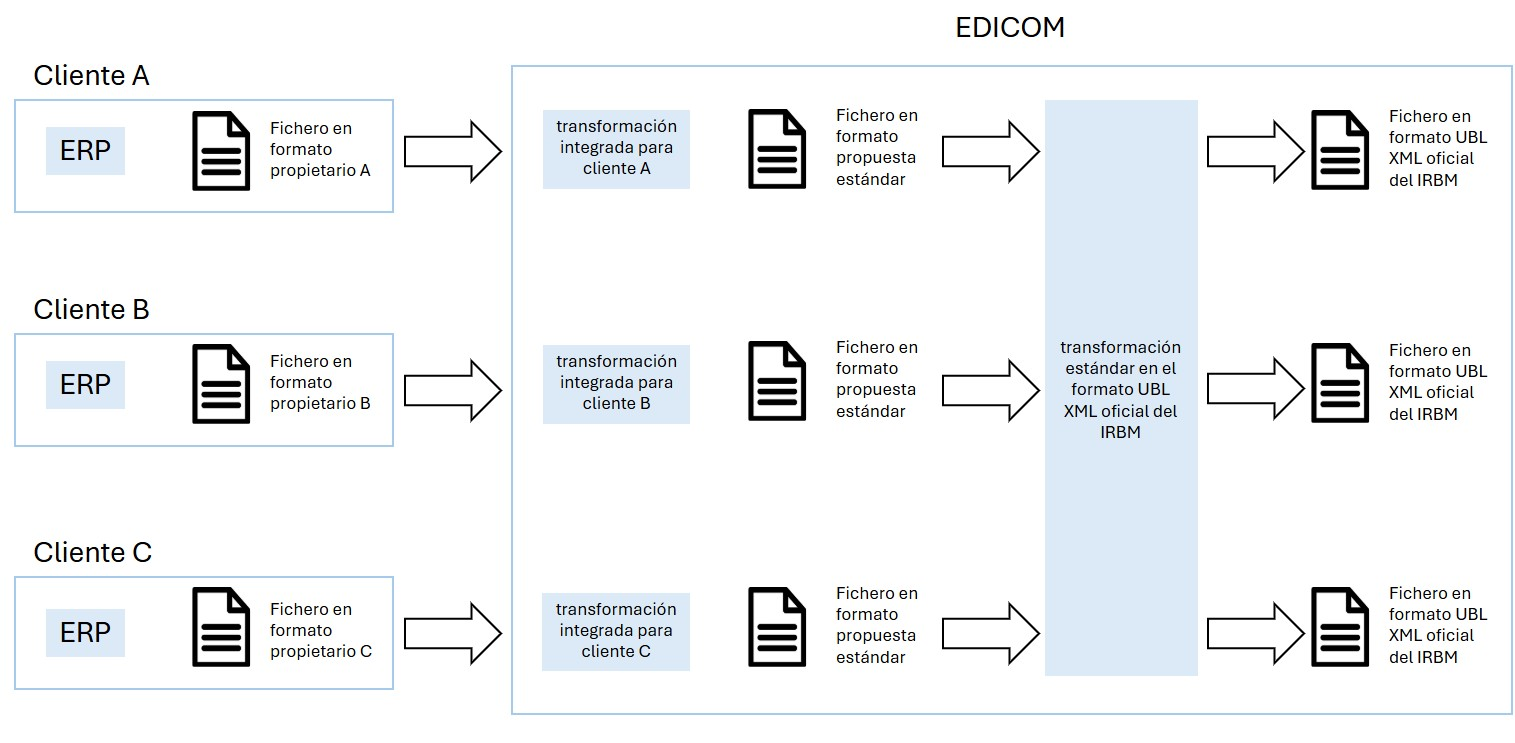 EDICOM
Cliente A
ERP
Fichero en
formato
propietario A
transformación
integrada para
cliente A
Fichero en
formato
propuesta
estándar
Fichero en
formato UBL
XML oficial
del IRBM
Cliente B
ERP
Fichero en
formato
propietario B
transformación
integrada para
cliente B
Fichero en
formato
propuesta
estándar
transformación
estándar en el
formato UBL
XML oficial del
IRBM
Fichero en
formato UBL
XML oficial
del IRBM
Cliente C
ERP
Fichero en
formato
propietario C
transformación
integrada para
cliente C
Fichero en
formato
propuesta
estándar
Fichero en
formato UBL
XML oficial
del IRBM